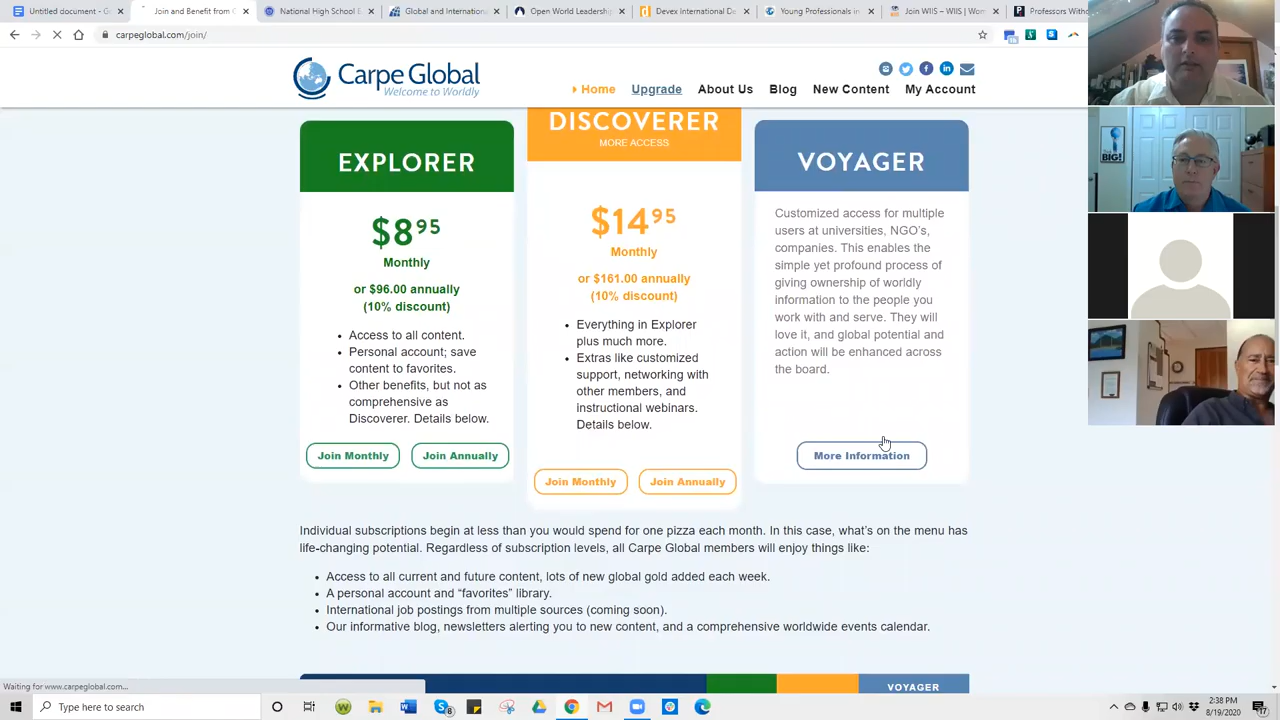 Untitled document - Google
Join and Benefit from C
National High School E
Global and Internation
Open World Leadership
Devex International D
Young Professionals in
Join WIIS – WIIS | Wom
Professors Without
carpeglobal.com/join/
Carpe Global
Welcome to Worldly
Home
Upgrade
About Us
Blog
New Content
My Account
EXPLORER
$8 95
Monthly
or $96.00 annually
(10% discount)
Access to all content.
Personal account; save
content to favorites.
Other benefits, but not as
comprehensive as
Discoverer. Details below.
Join Monthly
Join Annually
DISCOVERER
MORE ACCESS
$14 95
Monthly
or $161.00 annually
(10% discount)
Everything in Explorer
plus much more.
Extras like customized
support, networking with
other members, and
instructional webinars.
Details below.
Join Monthly
Join Annually
VOYAGER
Customized access for multiple
users at universities, NGO's,
companies. This enables the
simple yet profound process of
giving ownership of worldly
information to the people you
work with and serve. They will
love it, and global potential and
action will be enhanced across
the board.
More Information
Individual subscriptions begin at less than you would spend for one pizza each month. In this case, what's on the menu has
life-changing potential. Regardless of subscription levels, all Carpe Global members will enjoy things like:
Access to all current and future content, lots of new global gold added each week.
A personal account and "favorites" library.
International job postings from multiple sources (coming soon).
Our informative blog, newsletters alerting you to new content, and a comprehensive worldwide events calendar.
VOYAGER
Waiting for www.carpeglobal.com...
Type here to search
2:38 PM
8/19/2020
17
BIG!